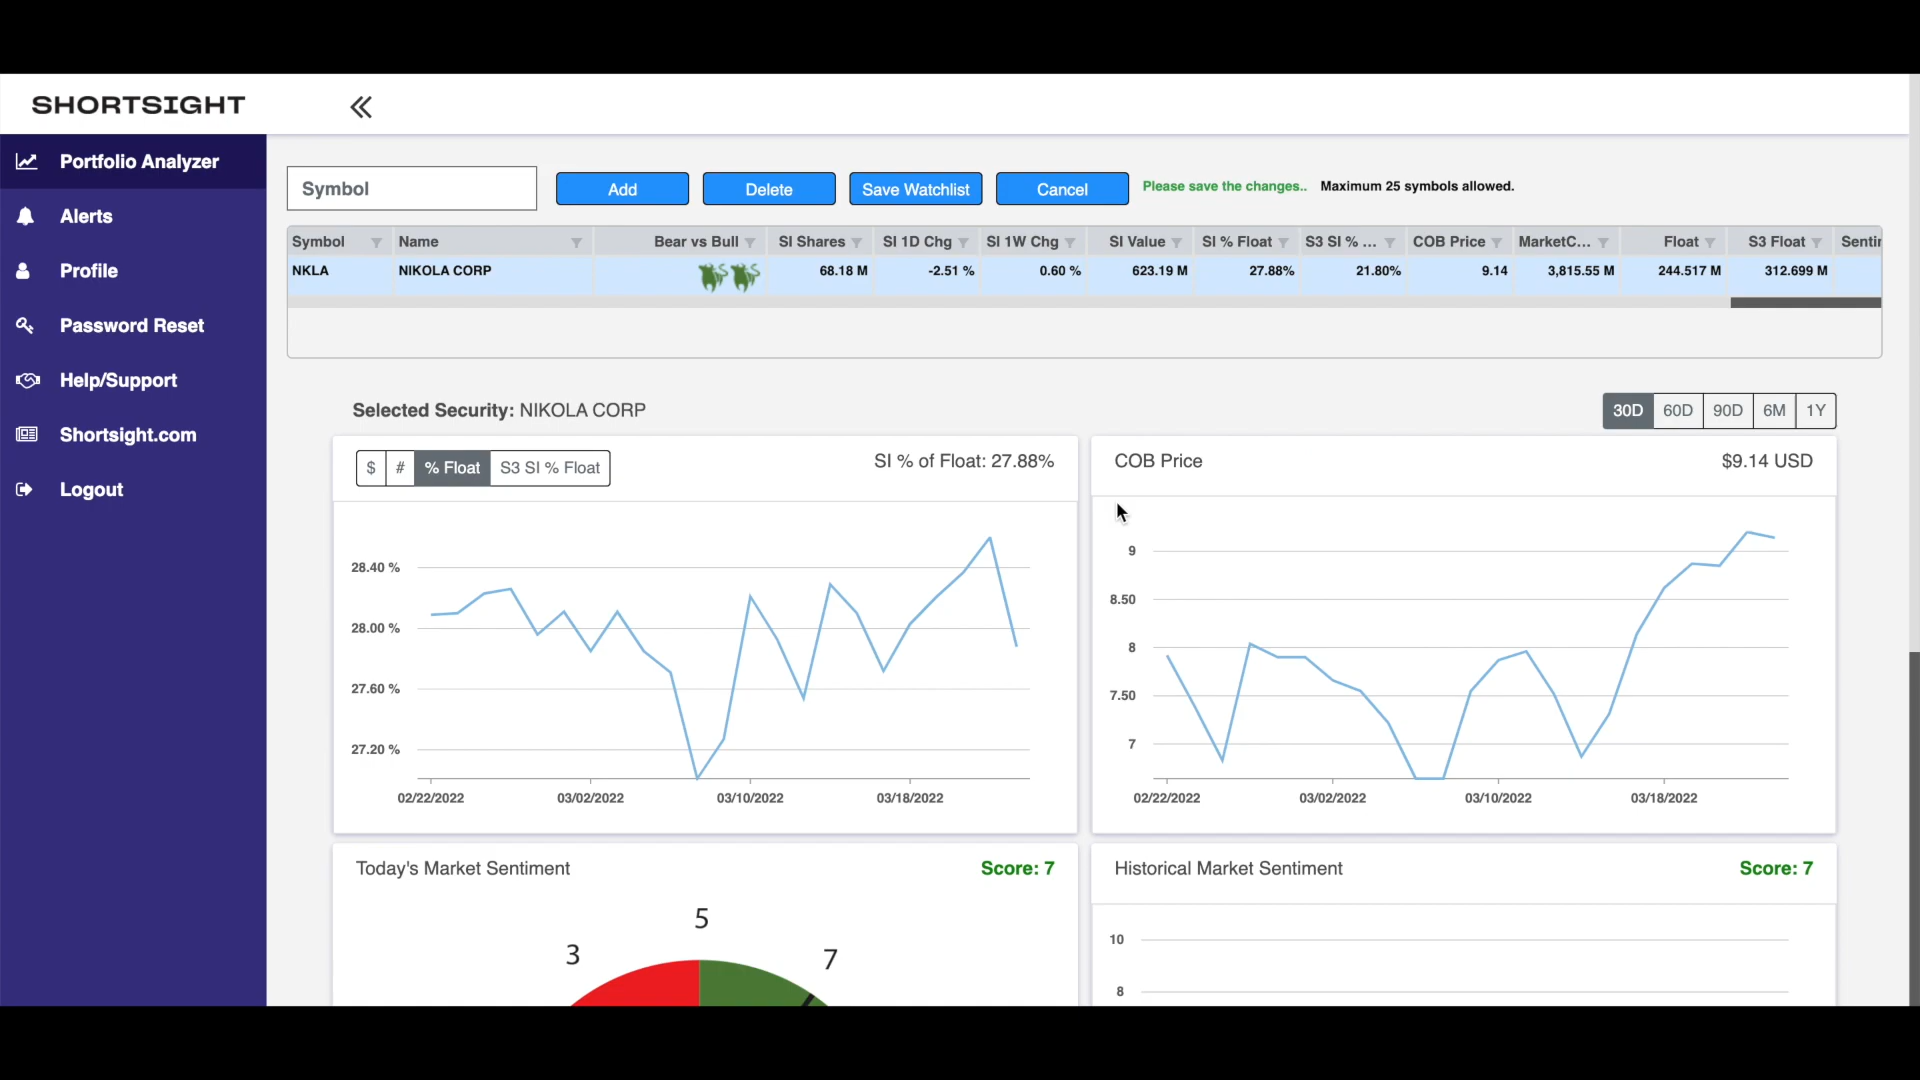 SHORTSIGHT
Portfolio Analyzer
Alerts
Profile
Password Reset
Help/Support
Shortsight.com
Logout
Symbol Add Delete Save Watchlist Cancel Please save the changes.. Maximum 25 symbols allowed.
Symbol Name Bear vs Bull SI Shares SI 1D Chg SI 1W Chg SI Value SI % Float S3 SI % ... COB Price MarketC... Float S3 Float Sentir
NKLA NIKOLA CORP 68.18 M -2.51 % 0.60 % 623.19 M 27.88% 21.80% 9.14 3,815.55 M 244.517 M 312.699 M
Selected Security: NIKOLA CORP
30D 60D 90D 6M 1Y
$ # % Float S3 SI % Float SI % of Float: 27.88%
28.40 %
28.00 %
27.60 %
27.20 %
02/22/2022 03/02/2022 03/10/2022 03/18/2022
COB Price $9.14 USD
9
8.50
8
7.50
7
02/22/2022 03/02/2022 03/10/2022 03/18/2022
Today's Market Sentiment Score: 7
5
3 7
Historical Market Sentiment Score: 7
10
8